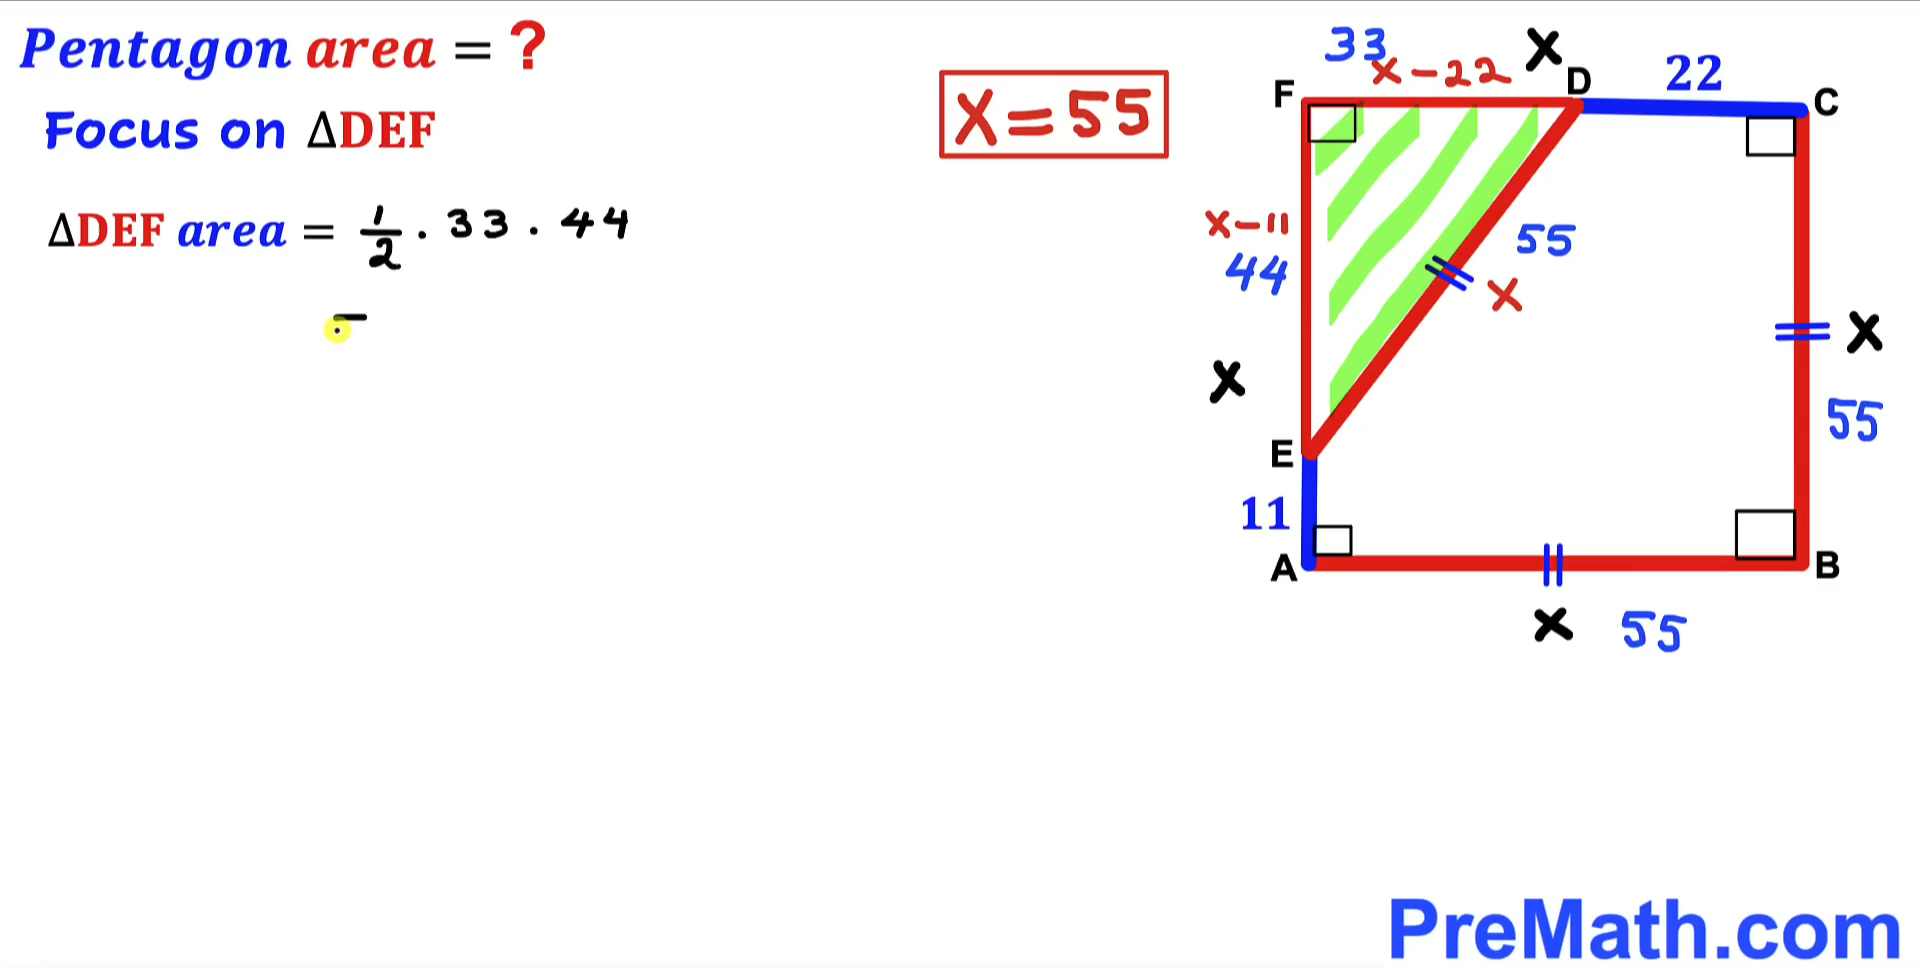 Pentagon area = ?
Focus on ΔDEF
ΔDEF area = 1/2 . 33 . 44
X=55
33
x-22
X
D
22
C
F
x-11
44
55
x
X
X
55
E
11
A
B
x
55
PreMath.com